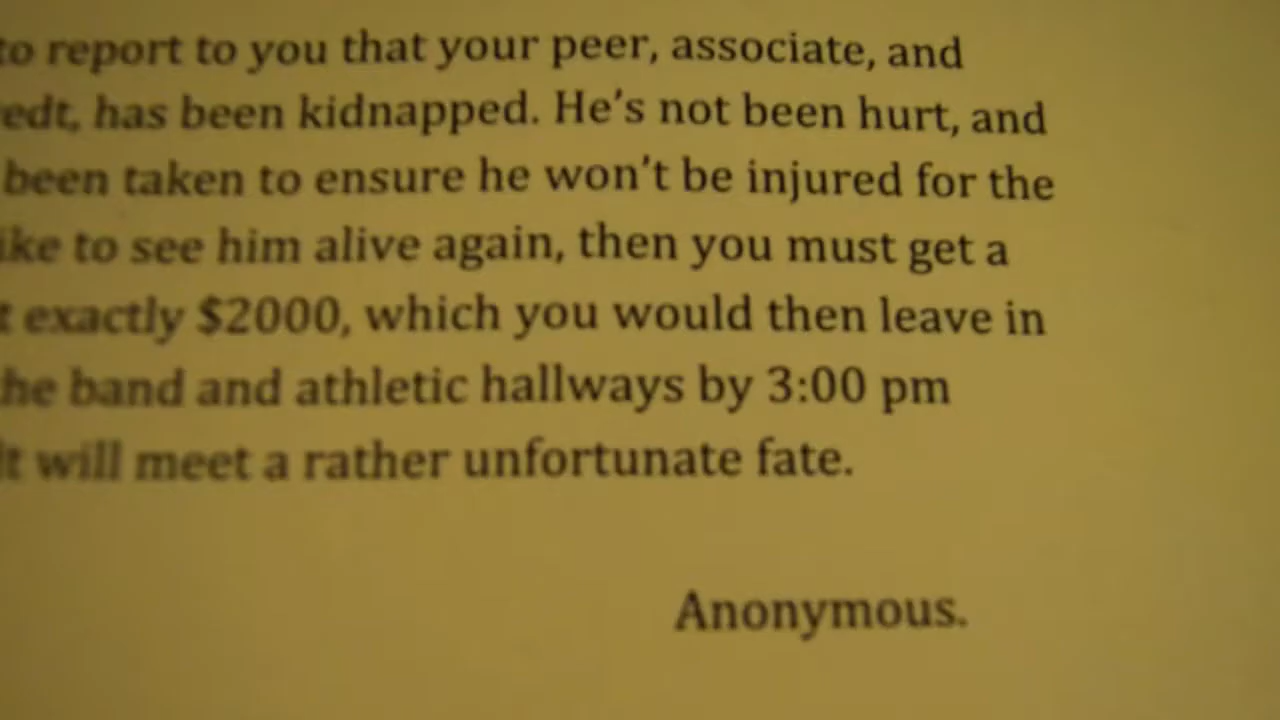 to report to you that your peer, associate, and
has been kidnapped. He's not been hurt, and
been taken to ensure he won't be injured for the
to see him alive again, then you must get a
exactly $2000, which you would then leave in
band and athletic hallways by 3:00 pm
will meet a rather unfortunate fate.
Anonymous.